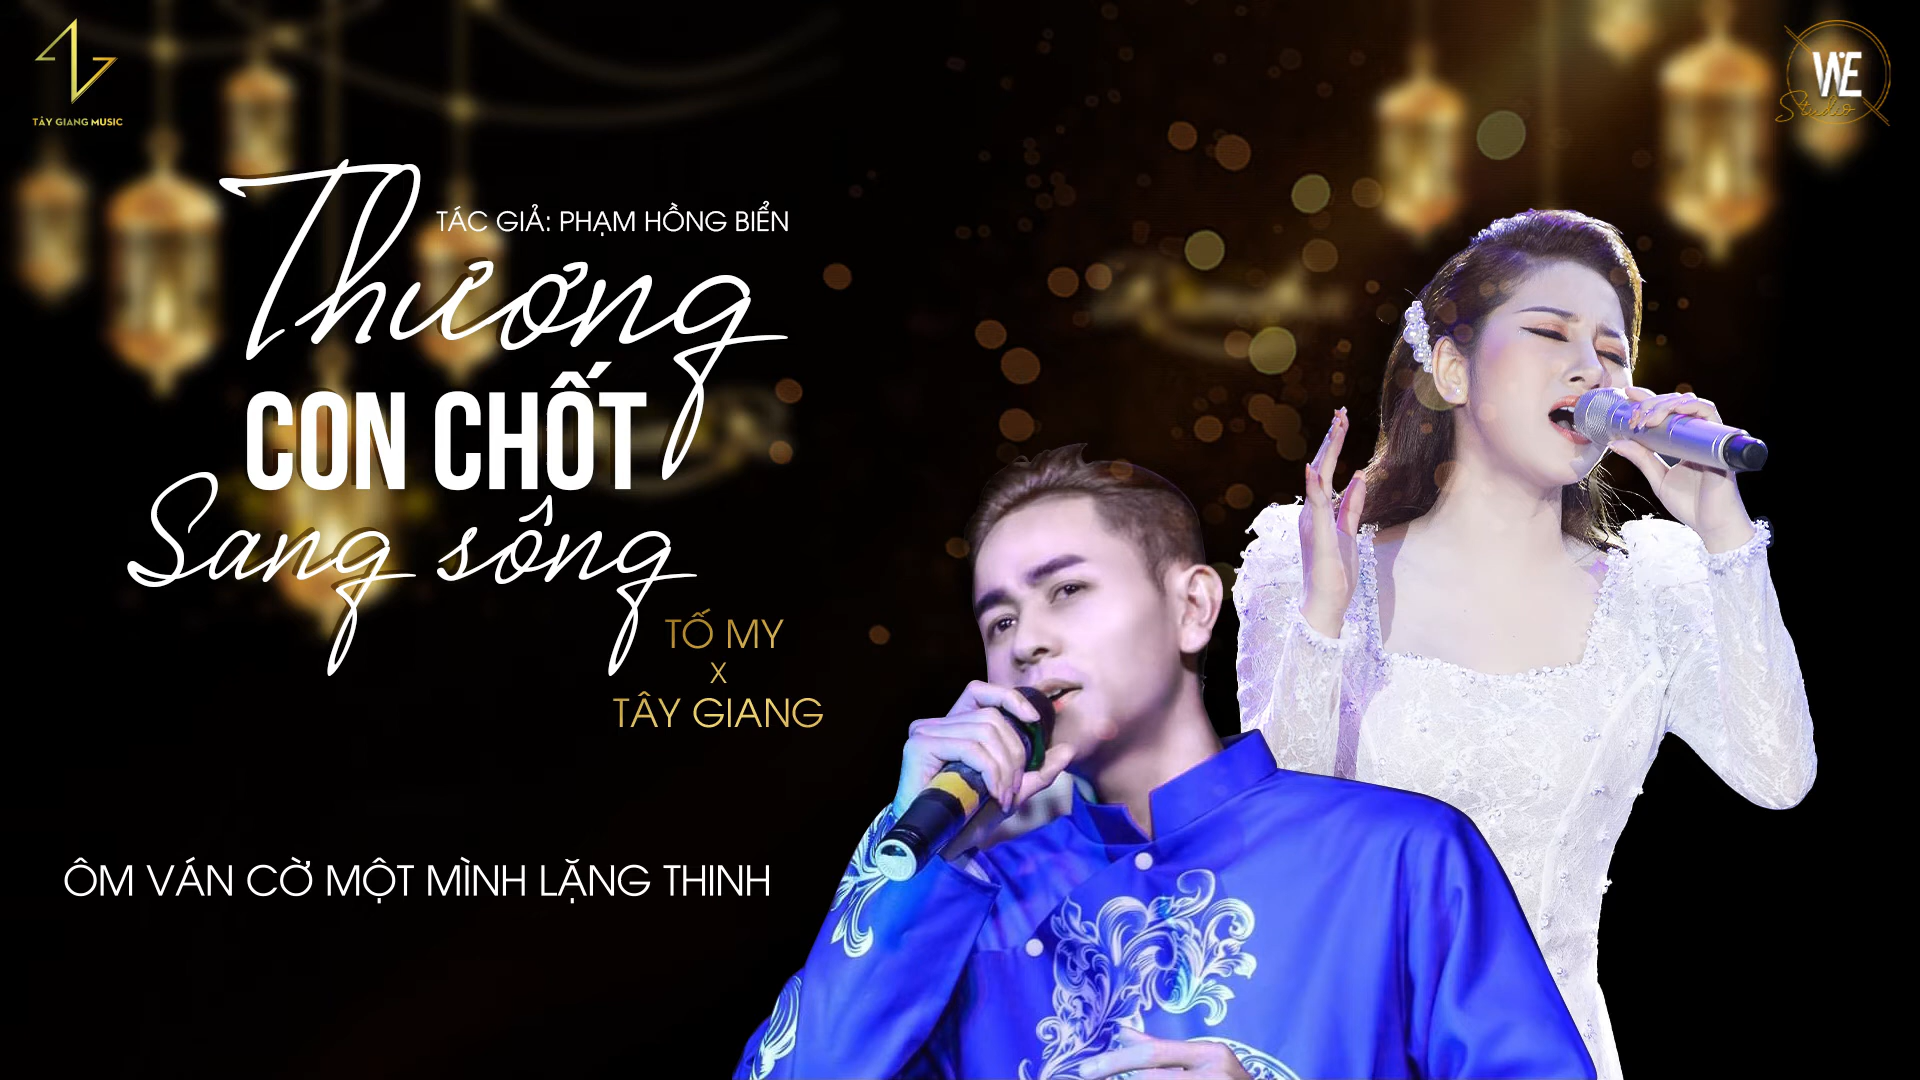 TÂY GIANG MUSIC
WE
Studio
TÁC GIẢ: PHẠM HỒNG BIỂN
Thương
CON CHỐT
Sang sông
TỐ MY
X
TÂY GIANG
ÔM VÁN CỜ MỘT MÌNH LẶNG THINH